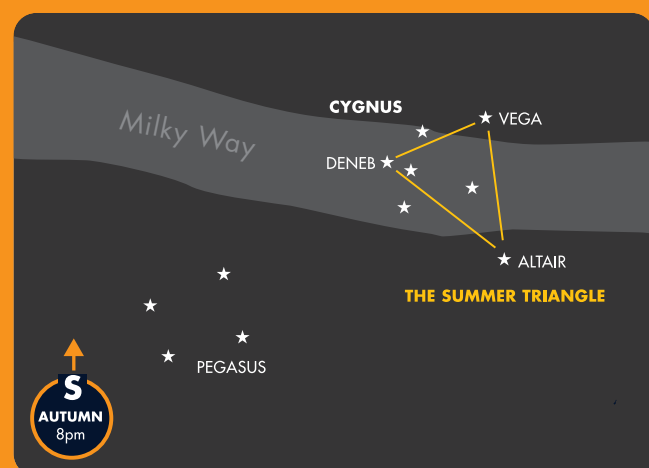 CYGNUS
VEGA
Milky Way
DENEB
ALTAIR
THE SUMMER TRIANGLE
PEGASUS
S
AUTUMN
8pm